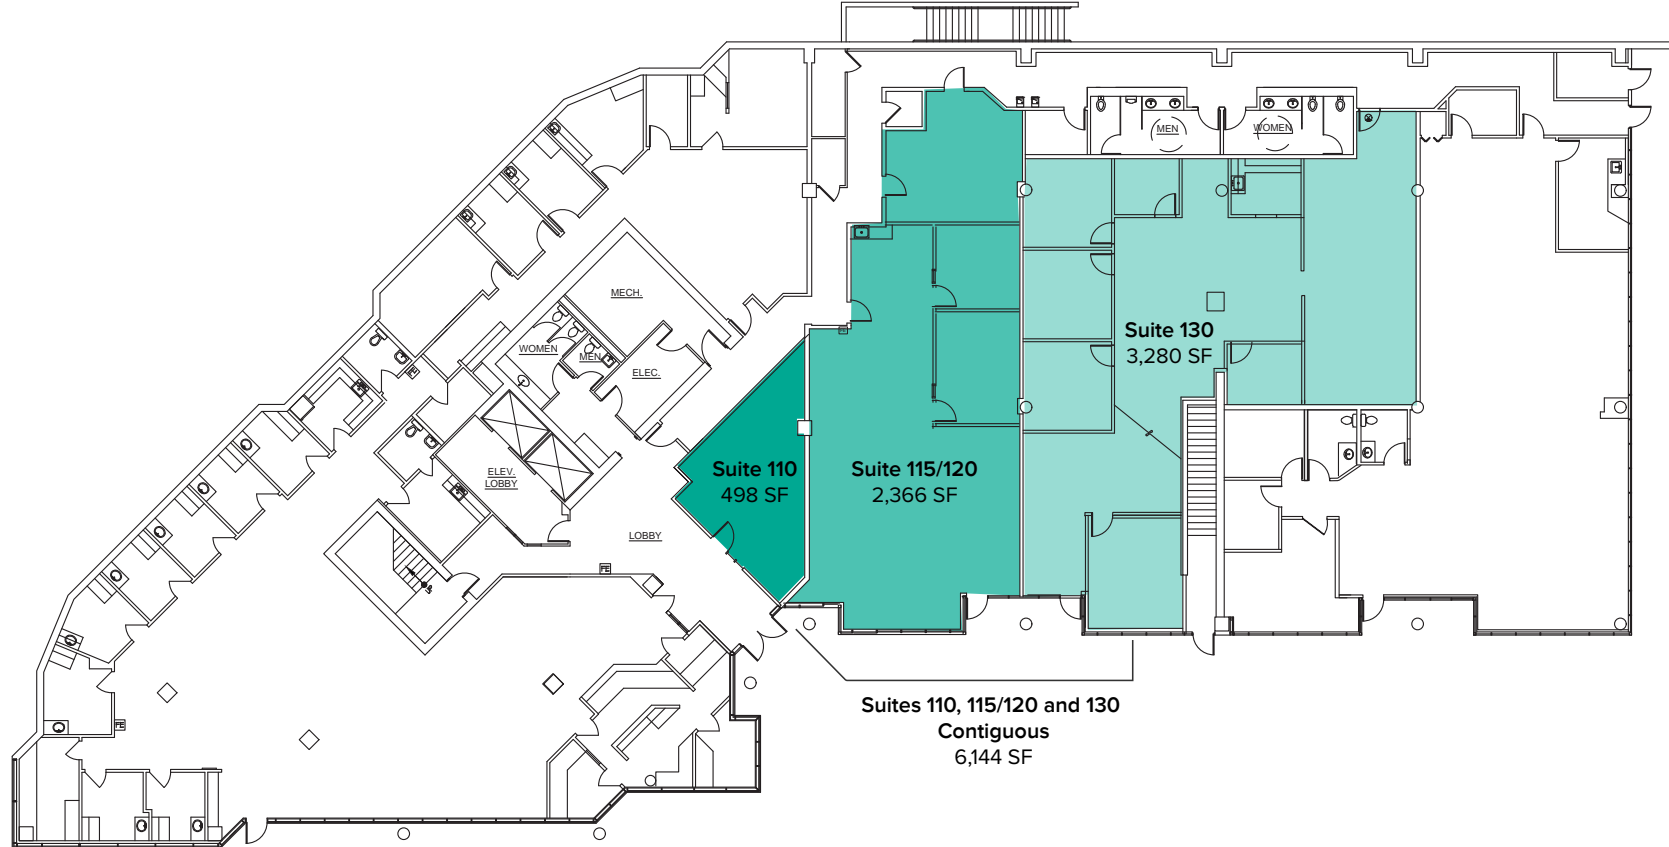 MEN
WOMEN
MECH.
WOMEN
MEN
ELEC.
Suite 130
3,280 SF
FE
ELEV.
LOBBY
Suite 110
498 SF
Suite 115/120
2,366 SF
LOBBY
FE
FE
Suites 110, 115/120 and 130
Contiguous
6,144 SF